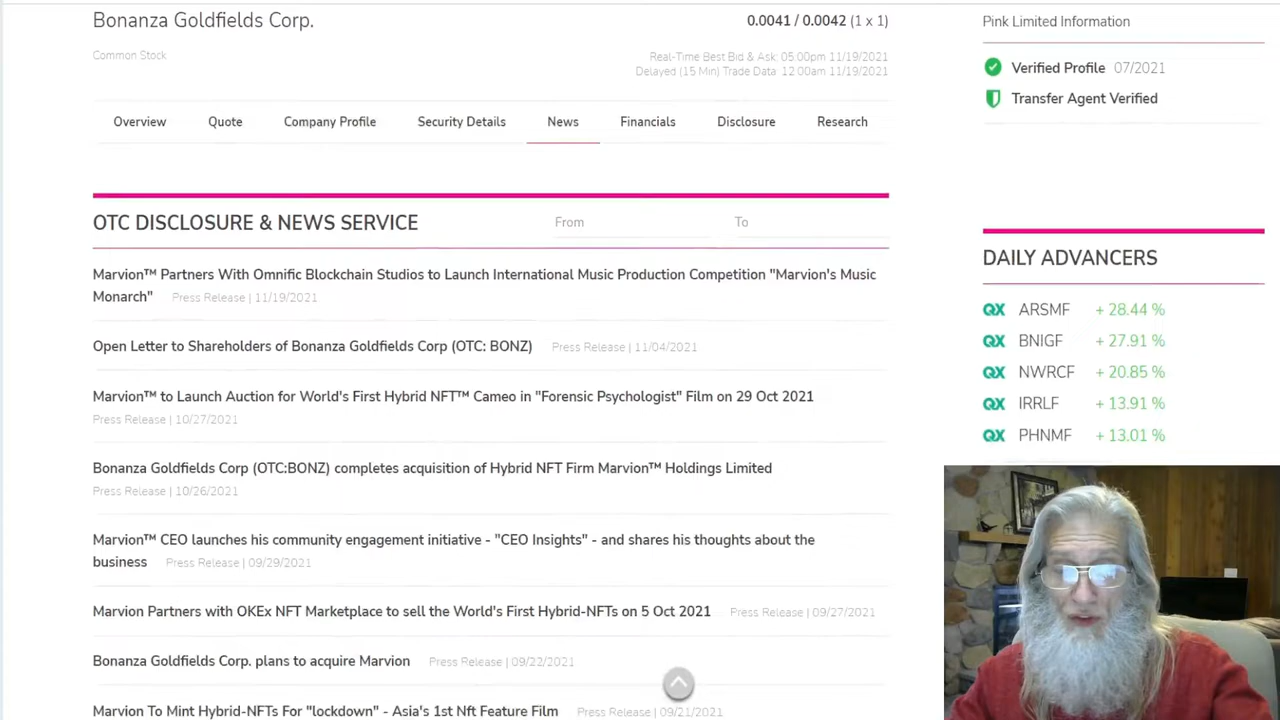 Bonanza Goldfields Corp.
0.0041 / 0.0042 (1 x 1)
Common Stock
Real-Time Best Bid & Ask: 05:00pm 11/19/2021
Delayed (15 Min) Trade Data: 12:00am 11/19/2021
Overview Quote Company Profile Security Details News Financials Disclosure Research
OTC DISCLOSURE & NEWS SERVICE
From To
Marvion™ Partners With Omnific Blockchain Studios to Launch International Music Production Competition "Marvion's Music
Monarch" Press Release | 11/19/2021
Open Letter to Shareholders of Bonanza Goldfields Corp (OTC: BONZ) Press Release | 11/04/2021
Marvion™ to Launch Auction for World's First Hybrid NFT™ Cameo in "Forensic Psychologist" Film on 29 Oct 2021
Press Release | 10/27/2021
Bonanza Goldfields Corp (OTC:BONZ) completes acquisition of Hybrid NFT Firm Marvion™ Holdings Limited
Press Release | 10/26/2021
Marvion™ CEO launches his community engagement initiative - "CEO Insights" - and shares his thoughts about the
business Press Release | 09/29/2021
Marvion Partners with OKEx NFT Marketplace to sell the World's First Hybrid-NFTs on 5 Oct 2021 Press Release | 09/27/2021
Bonanza Goldfields Corp. plans to acquire Marvion Press Release | 09/22/2021
Marvion To Mint Hybrid-NFTs For "lockdown" - Asia's 1st Nft Feature Film Press Release | 09/21/2021
Pink Limited Information
Verified Profile 07/2021
Transfer Agent Verified
DAILY ADVANCERS
QX ARSMF + 28.44 %
QX BNIGF + 27.91 %
QX NWRCF + 20.85 %
QX IRRLF + 13.91 %
QX PHNMF + 13.01 %